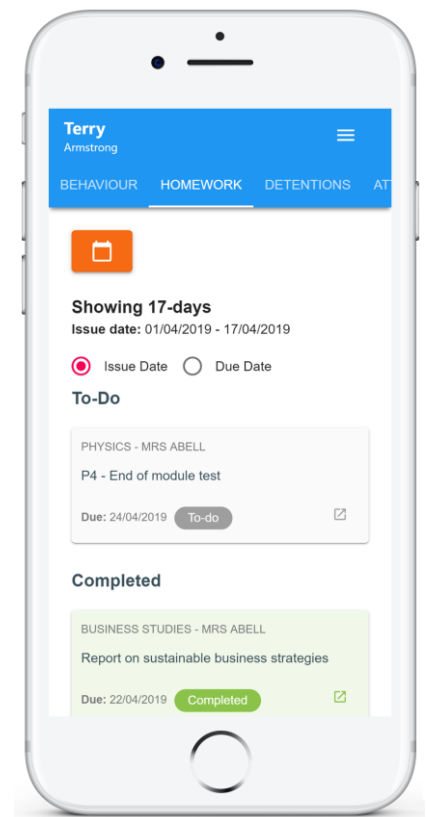 Terry
Armstrong
BEHAVIOUR HOMEWORK DETENTIONS AT
Showing 17-days
Issue date: 01/04/2019 - 17/04/2019
Issue Date Due Date
To-Do
PHYSICS - MRS ABELL
P4 - End of module test
Due: 24/04/2019 To-do
Completed
BUSINESS STUDIES - MRS ABELL
Report on sustainable business strategies
Due: 22/04/2019 Completed